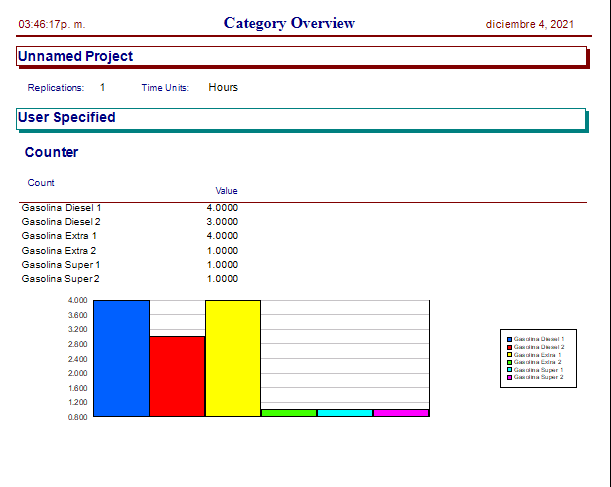 03:46:17p. m. Category Overview diciembre 4, 2021
Unnamed Project
Replications: 1 Time Units: Hours
User Specified
Counter
Count
Value
Gasolina Diesel 1 4.0000
Gasolina Diesel 2 3.0000
Gasolina Extra 1 4.0000
Gasolina Extra 2 1.0000
Gasolina Super 1 1.0000
Gasolina Super 2 1.0000
4.000
3.600
3.200
2.800
2.400
2.000
1.600
1.200
0.800
Gasolina Diesel 1
Gasolina Diesel 2
Gasolina Extra 1
Gasolina Extra 2
Gasolina Super 1
Gasolina Super 2